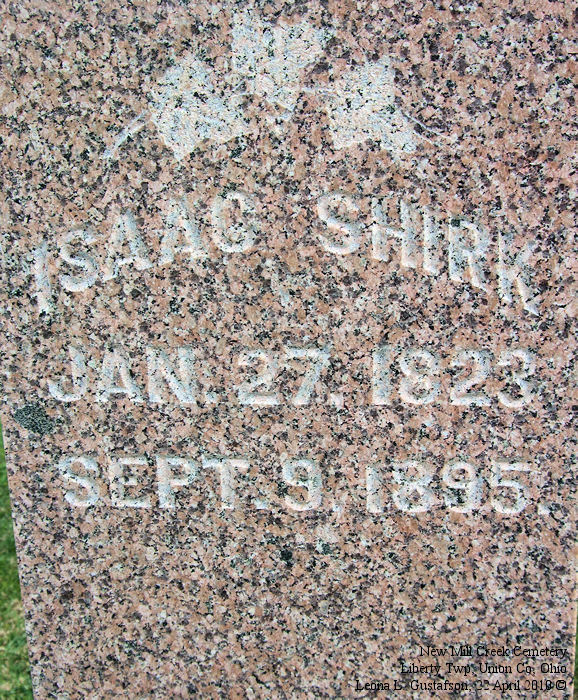 ISAAC SHIRK
JAN. 27, 1823
SEPT. 9, 1895.
New Mill Creek Cemetery
Liberty Twp, Union Co, Ohio
Leona L. Gustafson, 22 April 2010 ©